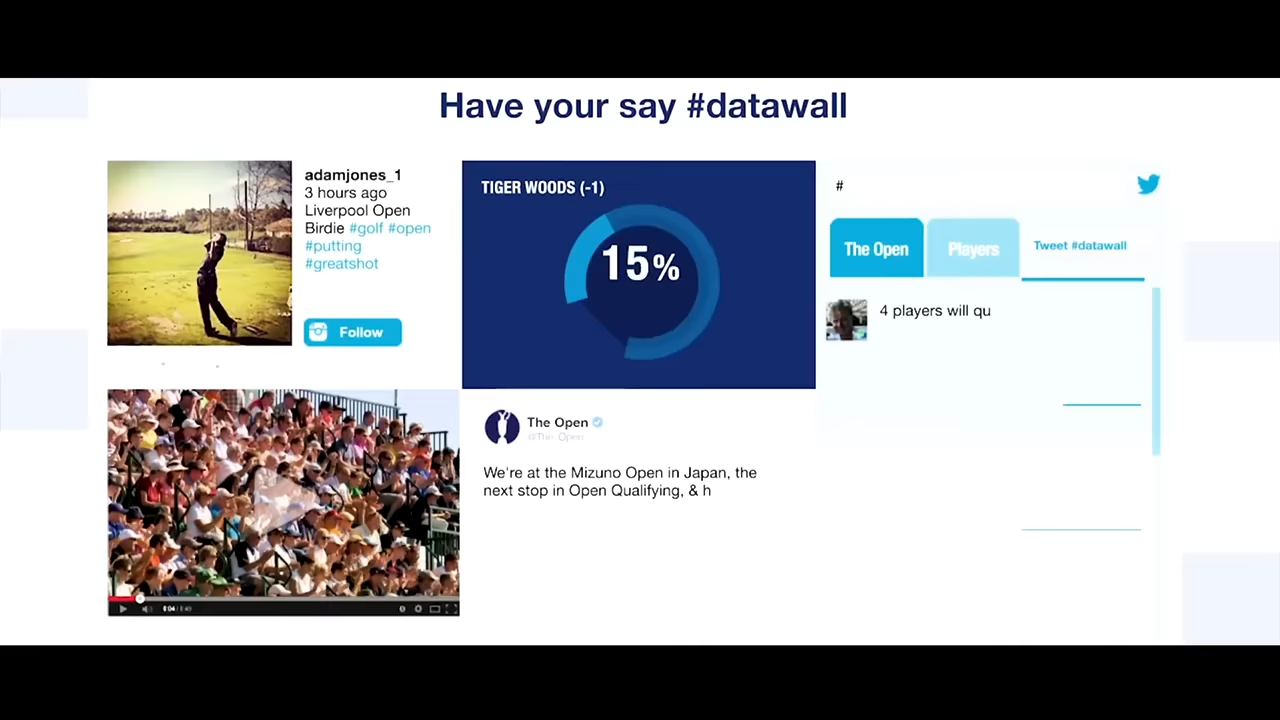 Have your say #datawall
adamjones_1
3 hours ago
Liverpool Open
Birdie #golf #open
#putting
#greatshot
Follow
TIGER WOODS (-1)
15%
#
The Open
Players
Tweet #datawall
4 players will qu
The Open
@The_Open
We're at the Mizuno Open in Japan, the
next stop in Open Qualifying, & h